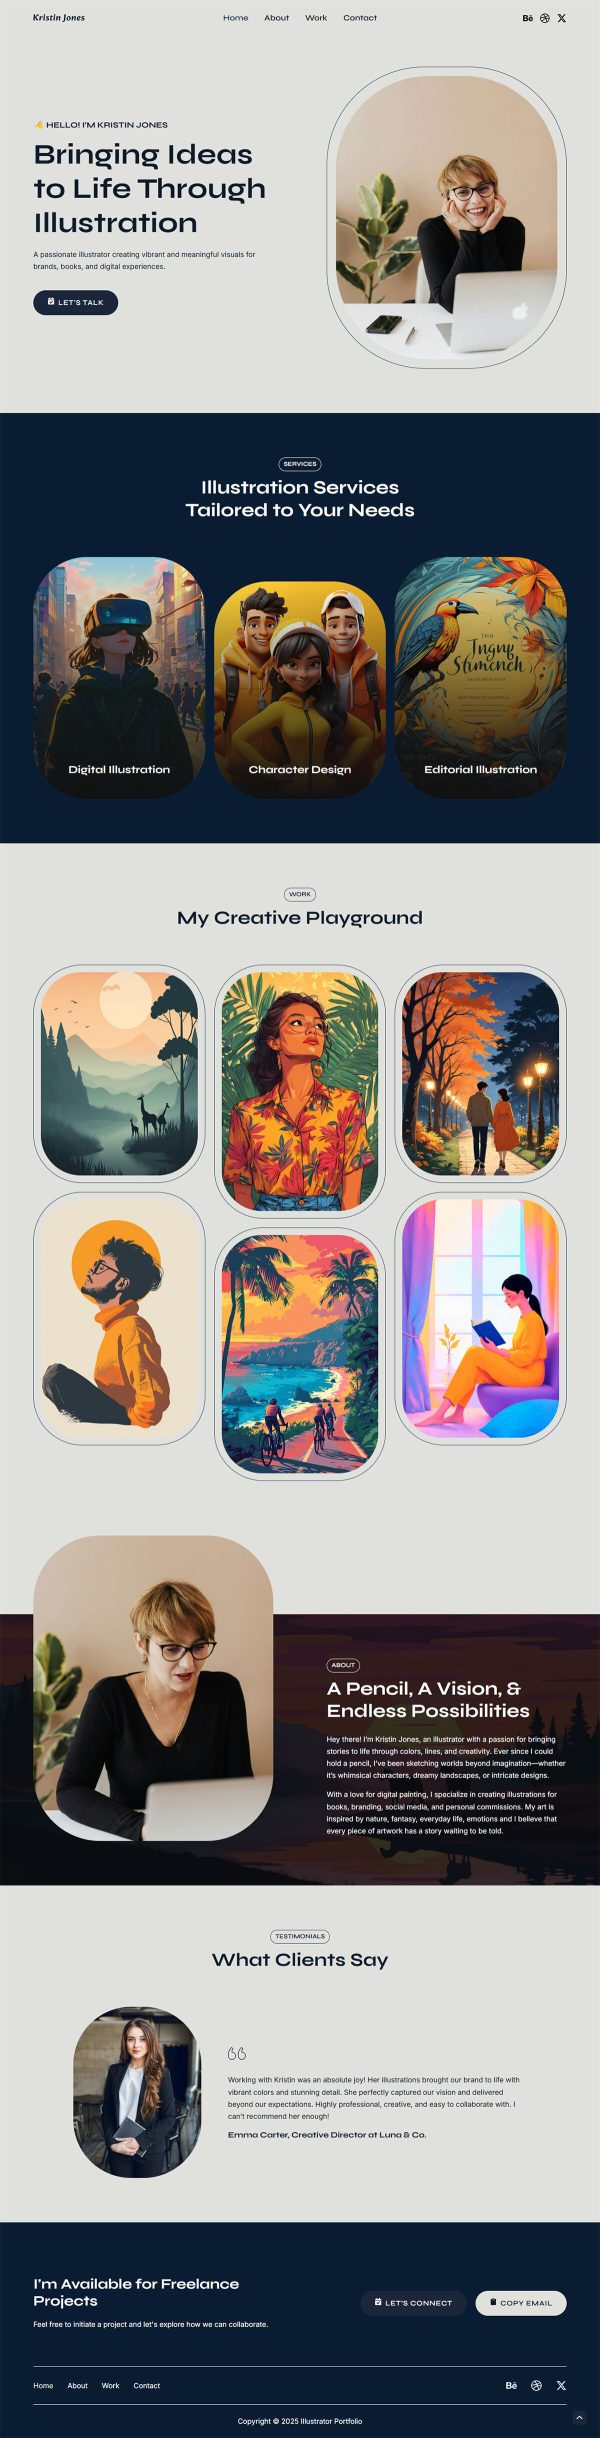 Kristin Jones
Home About Work Contact
Bē
👋 HELLO! I'M KRISTIN JONES
Bringing Ideas
to Life Through
Illustration
A passionate illustrator creating vibrant and meaningful visuals for
brands, books, and digital experiences.
LET'S TALK
SERVICES
Illustration Services
Tailored to Your Needs
Digital Illustration
Character Design
Editorial Illustration
WORK
My Creative Playground
ABOUT
A Pencil, A Vision, &
Endless Possibilities
Hey there! I'm Kristin Jones, an illustrator with a passion for bringing
stories to life through colors, lines, and creativity. Ever since I could
hold a pencil, I've been sketching worlds beyond imagination—whether
it's whimsical characters, dreamy landscapes, or intricate designs.
With a love for digital painting, I specialize in creating illustrations for
books, branding, social media, and personal commissions. My art is
inspired by nature, fantasy, everyday life, emotions and I believe that
every piece of artwork has a story waiting to be told.
TESTIMONIALS
What Clients Say
Working with Kristin was an absolute joy! Her illustrations brought our brand to life with
vibrant colors and stunning detail. She perfectly captured our vision and delivered
beyond our expectations. Highly professional, creative, and easy to collaborate with. I
can't recommend her enough!
Emma Carter, Creative Director at Luna & Co.
I'm Available for Freelance
Projects
Feel free to initiate a project and let's explore how we can collaborate.
LET'S CONNECT
COPY EMAIL
Home About Work Contact
Bē
Copyright © 2025 Illustrator Portfolio